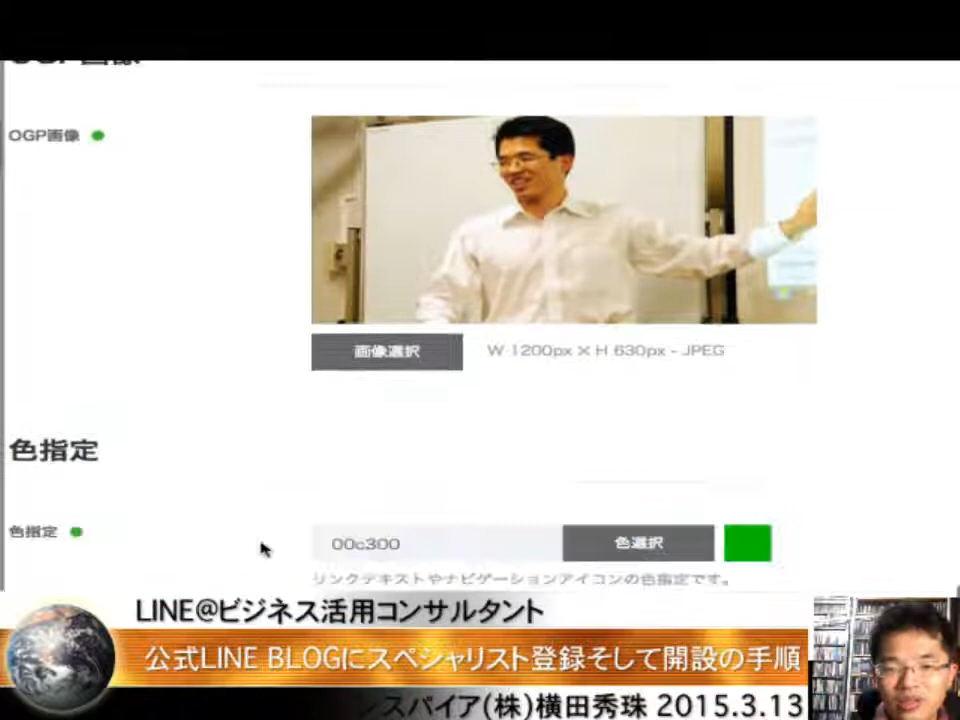 OGP画像
OGP画像
画像選択
W 1200px × H 630px - JPEG
色指定
色指定
00c300
色選択
リンクテキストやナビゲーションアイコンの色指定です。
LINE@ビジネス活用コンサルタント
公式LINE BLOGにスペシャリスト登録そして開設の手順
スパイア(株)横田秀珠 2015.3.13